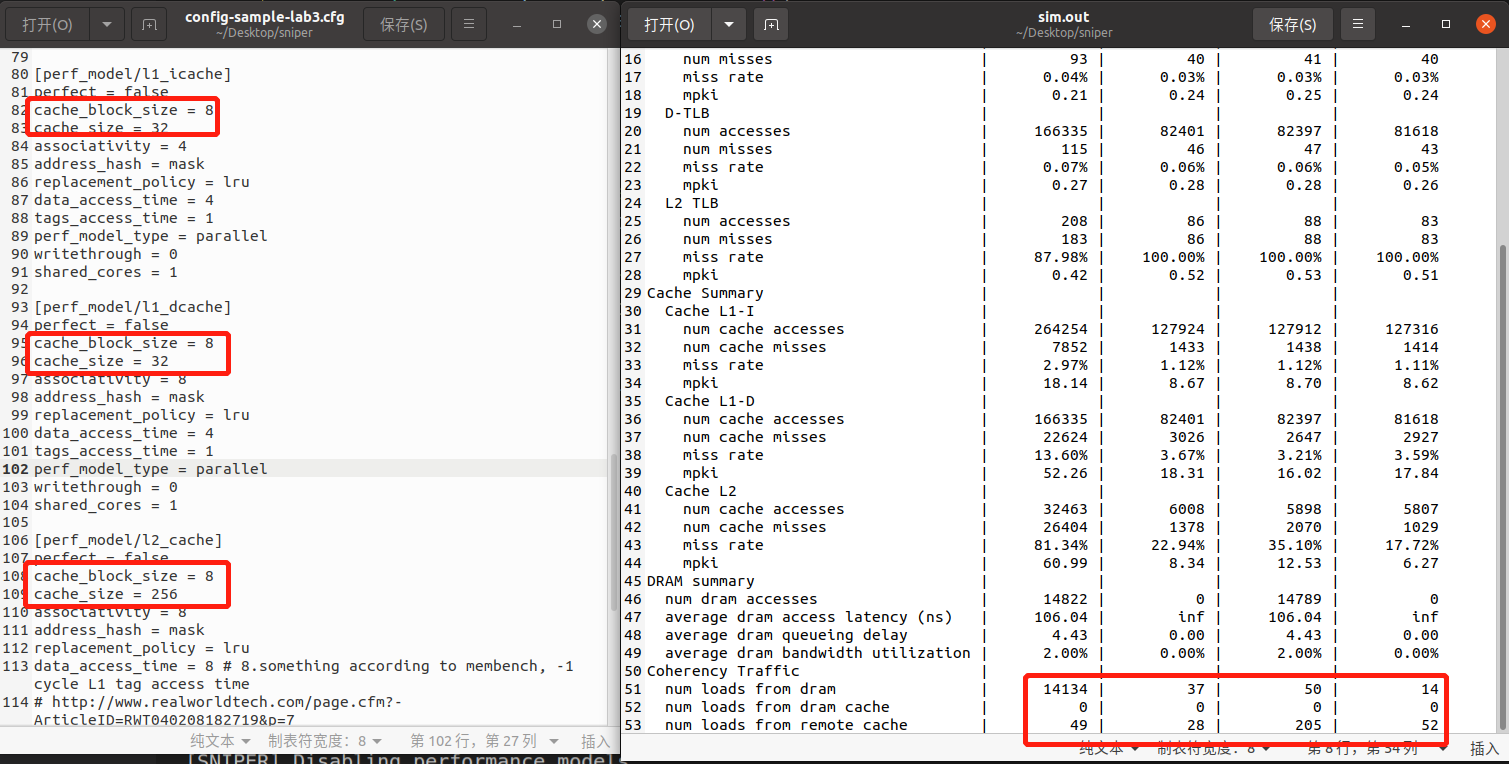 打开(O)
config-sample-lab3.cfg
~/Desktop/sniper
保存(S)
79
80 [perf_model/l1_icache]
81 perfect = false
82 cache_block_size = 8
83 cache_size = 32
84 associativity = 4
85 address_hash = mask
86 replacement_policy = lru
87 data_access_time = 4
88 tags_access_time = 1
89 perf_model_type = parallel
90 writethrough = 0
91 shared_cores = 1
92
93 [perf_model/l1_dcache]
94 perfect = false
95 cache_block_size = 8
96 cache_size = 32
97 associativity = 8
98 address_hash = mask
99 replacement_policy = lru
100 data_access_time = 4
101 tags_access_time = 1
102 perf_model_type = parallel
103 writethrough = 0
104 shared_cores = 1
105
106 [perf_model/l2_cache]
107 perfect = false
108 cache_block_size = 8
109 cache_size = 256
110 associativity = 8
111 address_hash = mask
112 replacement_policy = lru
113 data_access_time = 8 # 8.something according to membench, -1
cycle L1 tag access time
114 # http://www.realworldtech.com/page.cfm?-
ArticleID=RWT040208182719&p=7
纯文本 制表符宽度：8 第 102 行，第 27 列 插入
[SNIPER] Disabling performance models
打开(O)
sim.out
~/Desktop/sniper
保存(S)
16 num misses | 93 | 40 | 41 | 40
17 miss rate | 0.04% | 0.03% | 0.03% | 0.03%
18 mpki | 0.21 | 0.24 | 0.25 | 0.24
19 D-TLB | | | |
20 num accesses | 166335 | 82401 | 82397 | 81618
21 num misses | 115 | 46 | 47 | 43
22 miss rate | 0.07% | 0.06% | 0.06% | 0.05%
23 mpki | 0.27 | 0.28 | 0.28 | 0.26
24 L2 TLB | | | |
25 num accesses | 208 | 86 | 88 | 83
26 num misses | 183 | 86 | 88 | 83
27 miss rate | 87.98% | 100.00% | 100.00% | 100.00%
28 mpki | 0.42 | 0.52 | 0.53 | 0.51
29 Cache Summary | | | |
30 Cache L1-I | | | |
31 num cache accesses | 264254 | 127924 | 127912 | 127316
32 num cache misses | 7852 | 1433 | 1438 | 1414
33 miss rate | 2.97% | 1.12% | 1.12% | 1.11%
34 mpki | 18.14 | 8.67 | 8.70 | 8.62
35 Cache L1-D | | | |
36 num cache accesses | 166335 | 82401 | 82397 | 81618
37 num cache misses | 22624 | 3026 | 2647 | 2927
38 miss rate | 13.60% | 3.67% | 3.21% | 3.59%
39 mpki | 52.26 | 18.31 | 16.02 | 17.84
40 Cache L2 | | | |
41 num cache accesses | 32463 | 6008 | 5898 | 5807
42 num cache misses | 26404 | 1378 | 2070 | 1029
43 miss rate | 81.34% | 22.94% | 35.10% | 17.72%
44 mpki | 60.99 | 8.34 | 12.53 | 6.27
45 DRAM summary | | | |
46 num dram accesses | 14822 | 0 | 14789 | 0
47 average dram access latency (ns) | 106.04 | inf | 106.04 | inf
48 average dram queueing delay | 4.43 | 0.00 | 4.43 | 0.00
49 average dram bandwidth utilization | 2.00% | 0.00% | 2.00% | 0.00%
50 Coherency Traffic | | | |
51 num loads from dram | 14134 | 37 | 50 | 14
52 num loads from dram cache | 0 | 0 | 0 | 0
53 num loads from remote cache | 49 | 28 | 205 | 52
纯文本 制表符宽度：8 第 8 行，第 34 列 插入